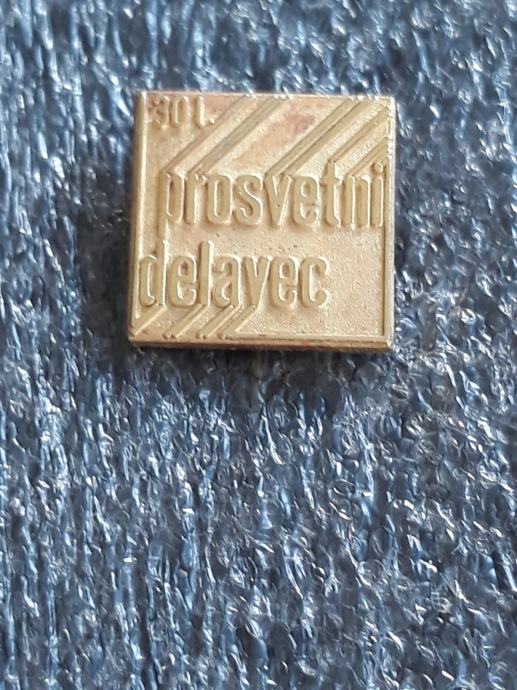 30 l.
prosvetni
delavec